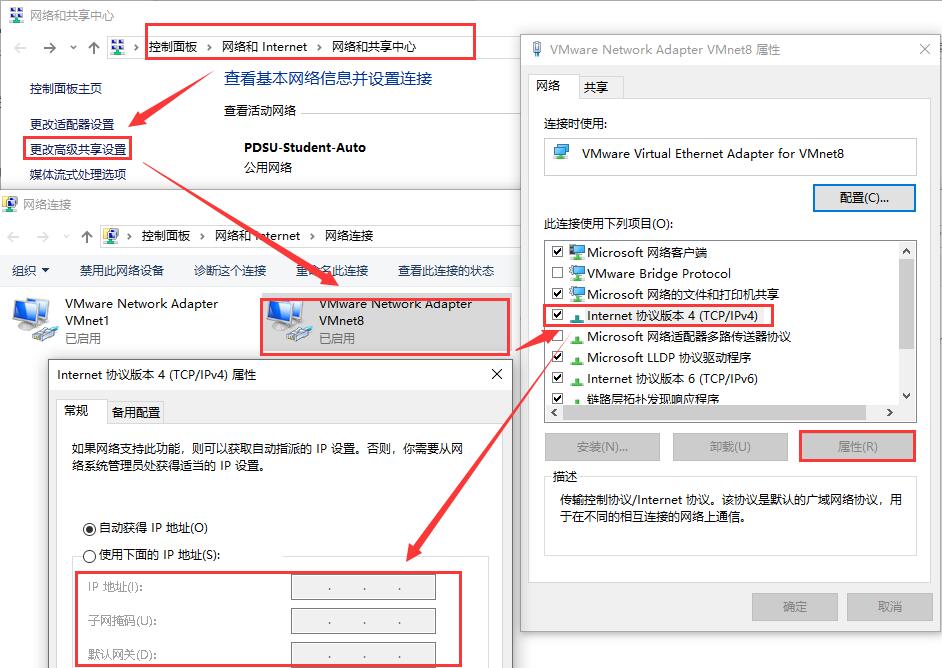 网络和共享中心
控制面板 网络和 Internet 网络和共享中心
控制面板主页
更改适配器设置
更改高级共享设置
媒体流式处理选项
查看基本网络信息并设置连接
查看活动网络
PDSU-Student-Auto
公用网络
网络连接
控制面板 网络和 Internet 网络连接
组织 禁用此网络设备 诊断这个连接 重命名此连接 查看此连接的状态
VMware Network Adapter
VMnet1
已启用
VMware Network Adapter
VMnet8
已启用
Internet 协议版本 4 (TCP/IPv4) 属性
常规 备用配置
如果网络支持此功能，则可以获取自动指派的 IP 设置。否则，你需要从网
络系统管理员处获得适当的 IP 设置。
自动获得 IP 地址(O)
使用下面的 IP 地址(S):
IP 地址(I):
子网掩码(U):
默认网关(D):
VMware Network Adapter VMnet8 属性
网络 共享
连接时使用:
VMware Virtual Ethernet Adapter for VMnet8
配置(C)...
此连接使用下列项目(O):
Microsoft 网络客户端
VMware Bridge Protocol
Microsoft 网络的文件和打印机共享
Internet 协议版本 4 (TCP/IPv4)
Microsoft 网络适配器多路传送器协议
Microsoft LLDP 协议驱动程序
Internet 协议版本 6 (TCP/IPv6)
链路层拓扑发现响应程序
安装(N)... 卸载(U) 属性(R)
描述
传输控制协议/Internet 协议。该协议是默认的广域网络协议，用
于在不同的相互连接的网络上通信。
确定 取消